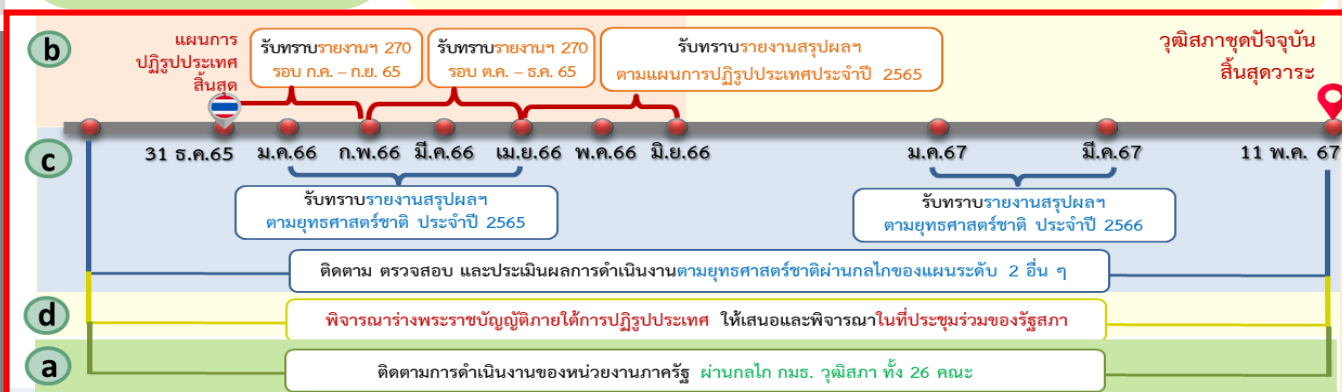 b
แผนการ
ปฏิรูปประเทศ
สิ้นสุด
รับทราบรายงานฯ 270
รอบ ก.ค. – ก.ย. 65
รับทราบรายงานฯ 270
รอบ ต.ค. – ธ.ค. 65
รับทราบรายงานสรุปผลฯ
ตามแผนการปฏิรูปประเทศประจำปี 2565
วุฒิสภาชุดปัจจุบัน
สิ้นสุดวาระ
c
31 ธ.ค.65 ม.ค.66 ก.พ.66 มี.ค.66 เม.ย.66 พ.ค.66 มิ.ย.66 ม.ค.67 มี.ค.67 11 พ.ค. 67
รับทราบรายงานสรุปผลฯ
ตามยุทธศาสตร์ชาติ ประจำปี 2565
รับทราบรายงานสรุปผลฯ
ตามยุทธศาสตร์ชาติ ประจำปี 2566
ติดตาม ตรวจสอบ และประเมินผลการดำเนินงานตามยุทธศาสตร์ชาติผ่านกลไกของแผนระดับ 2 อื่น ๆ
d
พิจารณาร่างพระราชบัญญัติภายใต้การปฏิรูปประเทศ ให้เสนอและพิจารณาในที่ประชุมร่วมของรัฐสภา
a
ติดตามการดำเนินงานของหน่วยงานภาครัฐ ผ่านกลไก กมธ. วุฒิสภา ทั้ง 26 คณะ